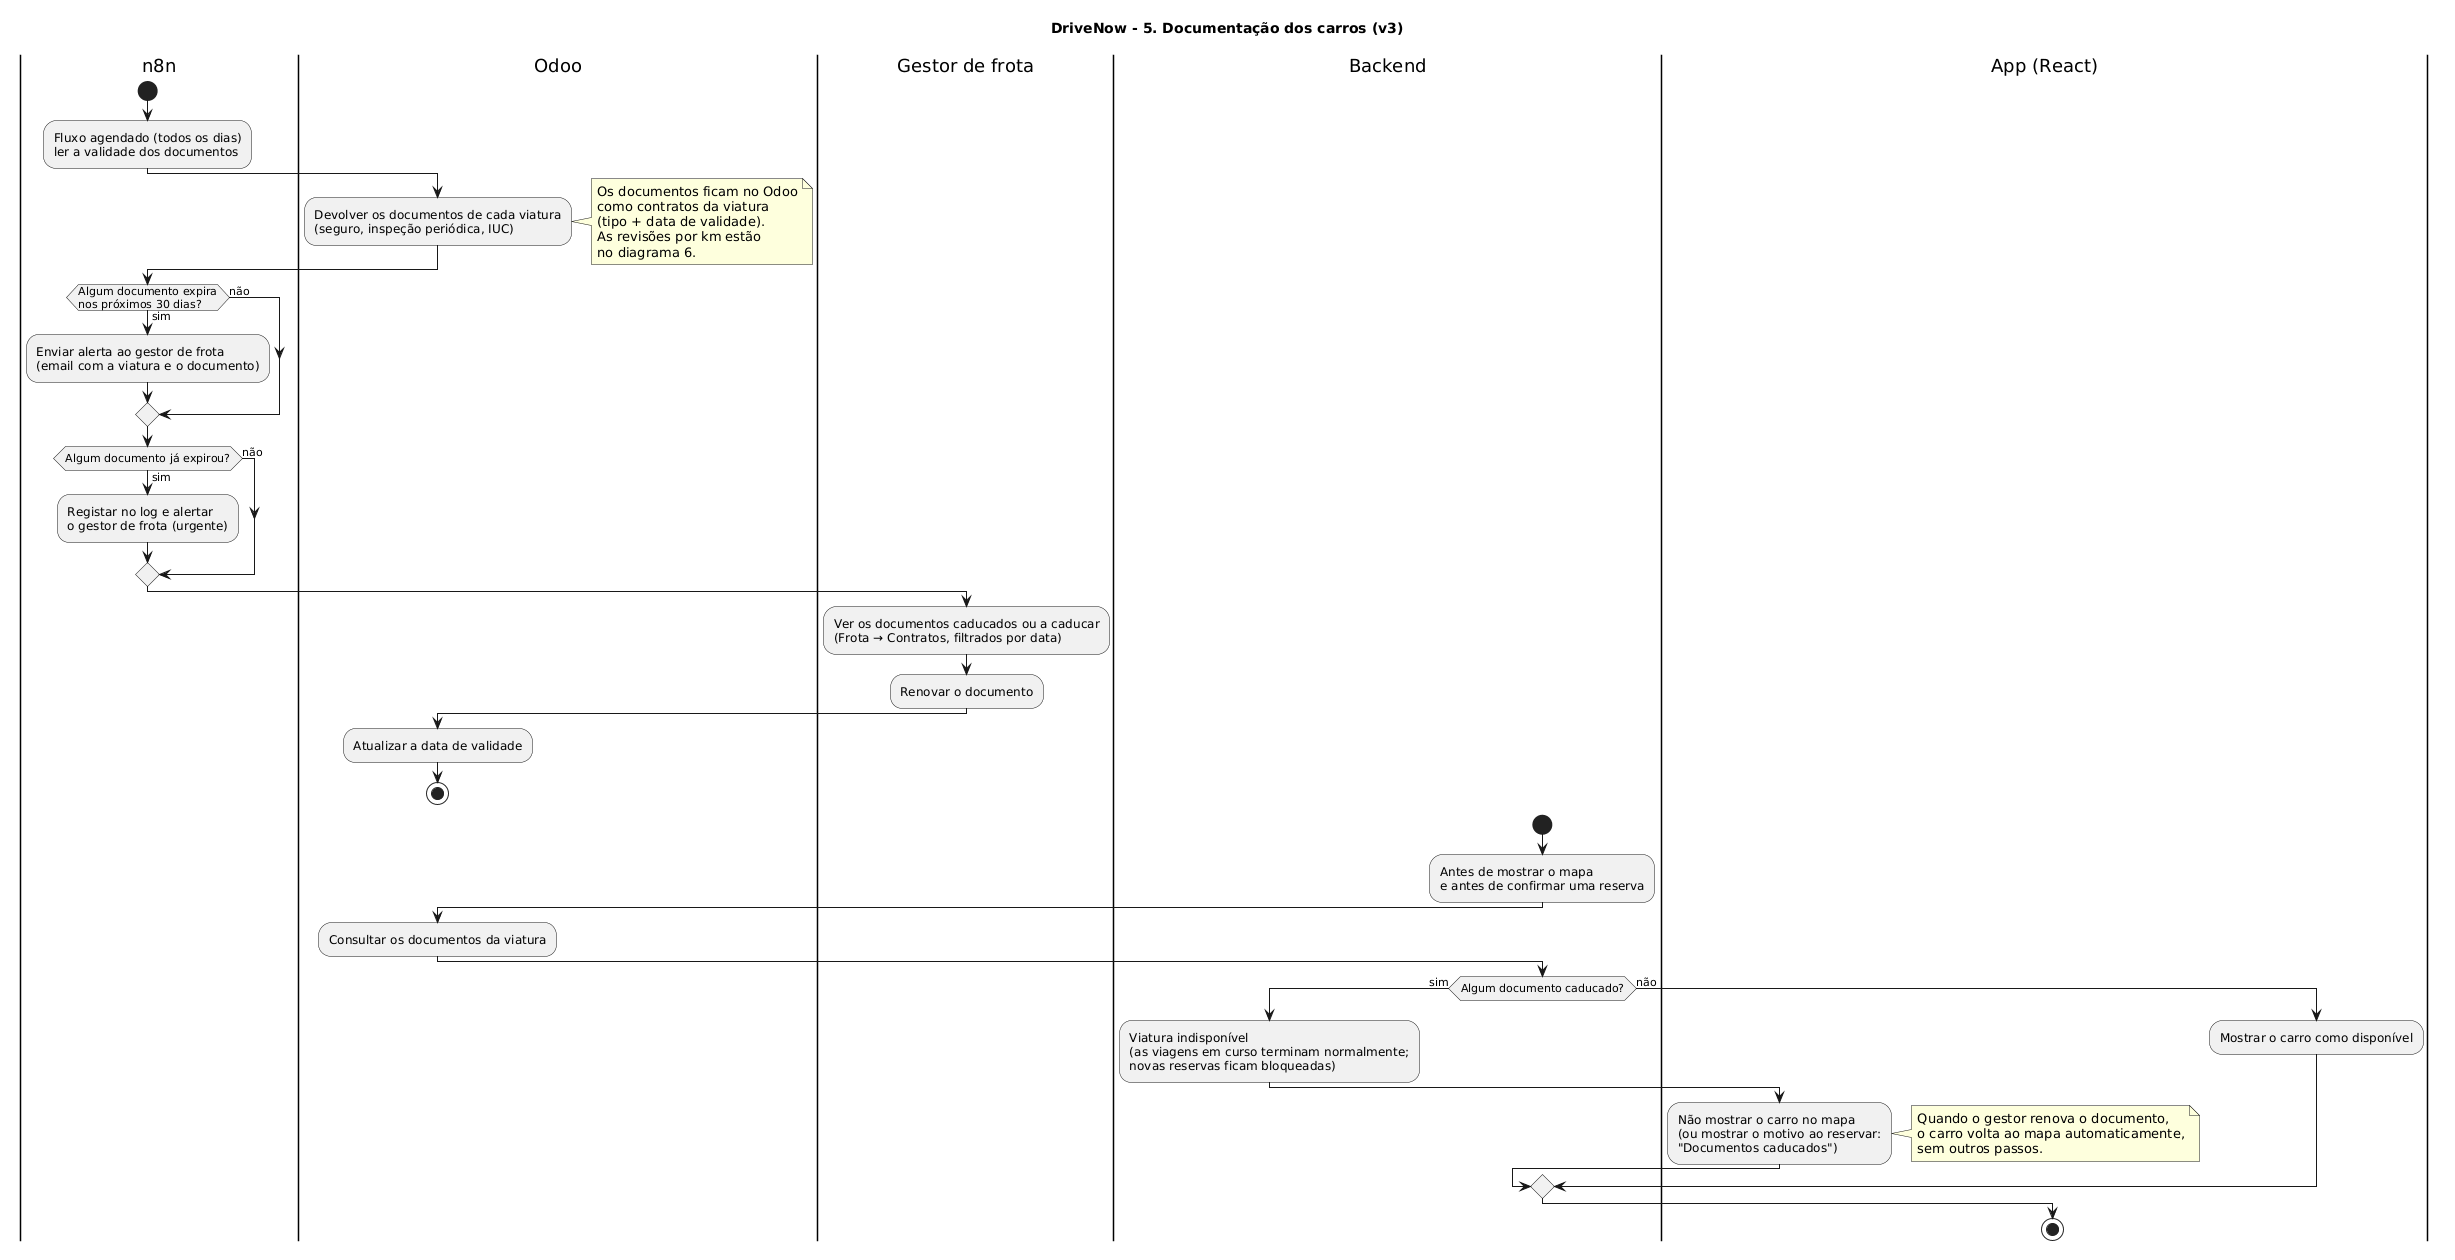 DriveNow - 5. Documentação dos carros (v3)
n8n
Odoo
Gestor de frota
Backend
App (React)
Fluxo agendado (todos os dias)
ler a validade dos documentos
Devolver os documentos de cada viatura
(seguro, inspeção periódica, IUC)
Os documentos ficam no Odoo
como contratos da viatura
(tipo + data de validade).
As revisões por km estão
no diagrama 6.
Algum documento expira
nos próximos 30 dias?
não
sim
Enviar alerta ao gestor de frota
(email com a viatura e o documento)
Algum documento já expirou?
não
sim
Registar no log e alertar
o gestor de frota (urgente)
Ver os documentos caducados ou a caducar
(Frota → Contratos, filtrados por data)
Renovar o documento
Atualizar a data de validade
Antes de mostrar o mapa
e antes de confirmar uma reserva
Consultar os documentos da viatura
sim
Algum documento caducado?
não
Viatura indisponível
(as viagens em curso terminam normalmente;
novas reservas ficam bloqueadas)
Mostrar o carro como disponível
Não mostrar o carro no mapa
(ou mostrar o motivo ao reservar:
"Documentos caducados")
Quando o gestor renova o documento,
o carro volta ao mapa automaticamente,
sem outros passos.